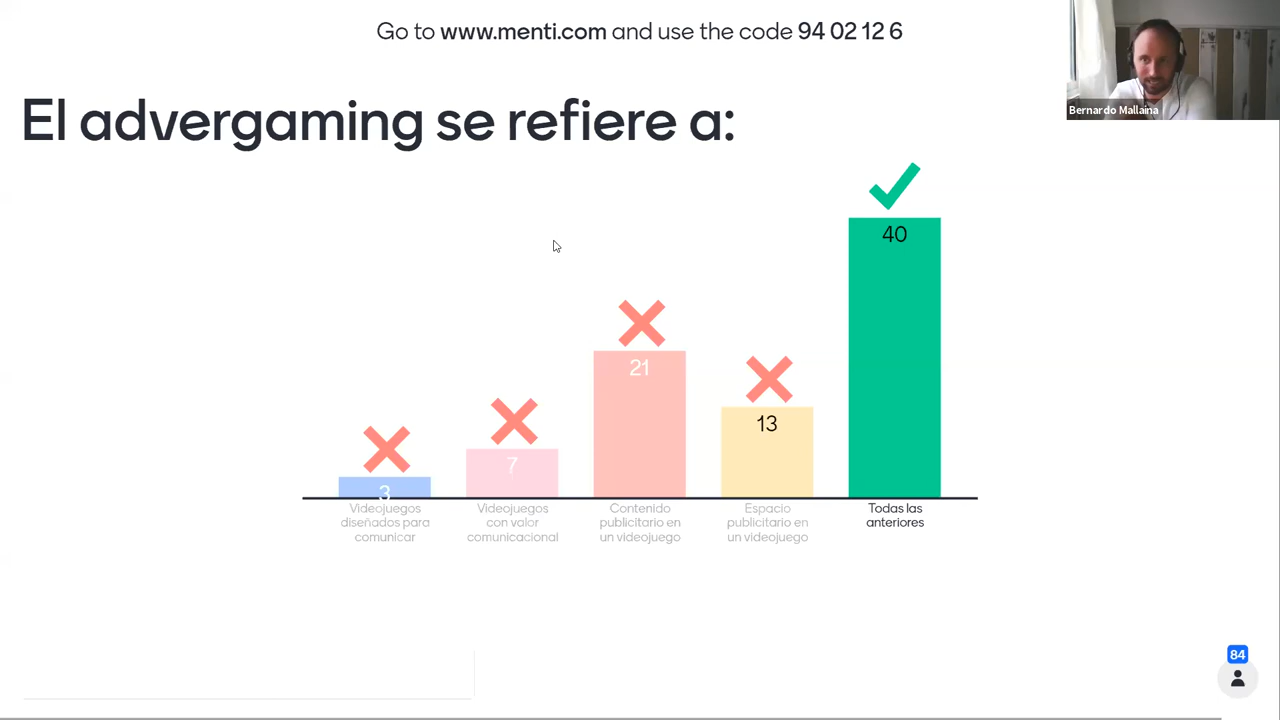 Go to www.menti.com and use the code 94 02 12 6
Bernardo Mallaina
El advergaming se refiere a:
40
21
13
7
3
Videojuegos
diseñados para
comunicar
Videojuegos
con valor
comunicacional
Contenido
publicitario en
un videojuego
Espacio
publicitario en
un videojuego
Todas las
anteriores
84